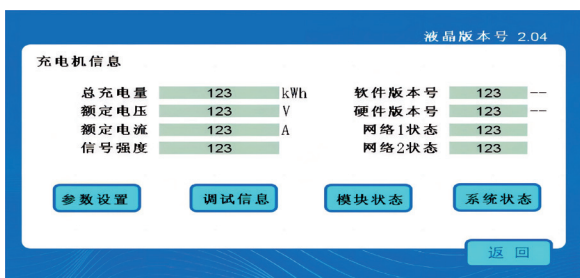 液晶版本号 2.04
充电机信息
总充电量 123 kWh 软件版本号 123 --
额定电压 123 V 硬件版本号 123 --
额定电流 123 A 网络1状态 123
信号强度 123 网络2状态 123
参数设置 调试信息 模块状态 系统状态
返回